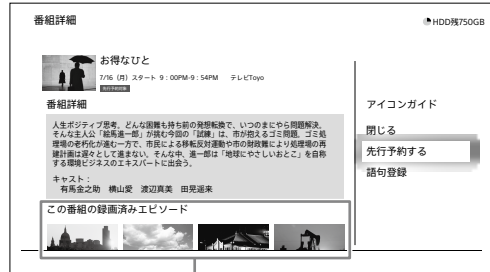 番組詳細
HDD残750GB
お得なひと
7/16（月）スタート 9：00PM-9：54PM　テレビToyo
先行予約対象
番組詳細
人生ポジティブ思考、どんな困難も持ち前の発想転換で、いつのまにやら問題解決。
そんな主人公「絵馬進一郎」が挑む今回の「試練」は、市が抱えるゴミ問題。ゴミ処
理場の老朽化が進む一方で、市民による移転反対運動や市の財政難により処理場の再
建計画は遅々として進まない。そんな中、進一郎は「地球にやさしいおとこ」を自称
する環境ビジネスのエキスパートに出会う。
キャスト：
有馬金之助　横山愛　渡辺真美　田晃遥来
この番組の録画済みエピソード
アイコンガイド
閉じる
先行予約する
語句登録